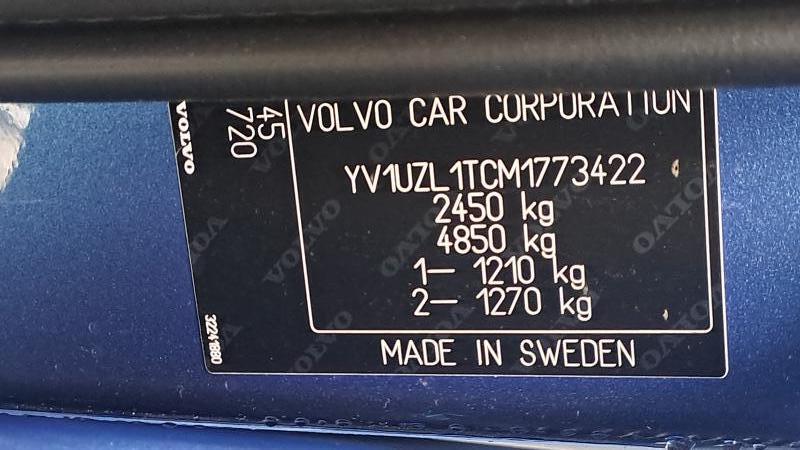 VOLVO CAR CORPORATION
YV1UZL1TCM1773422
2450 kg
4850 kg
1– 1210 kg
2– 1270 kg
MADE IN SWEDEN
VOLVO
45
720
32241880